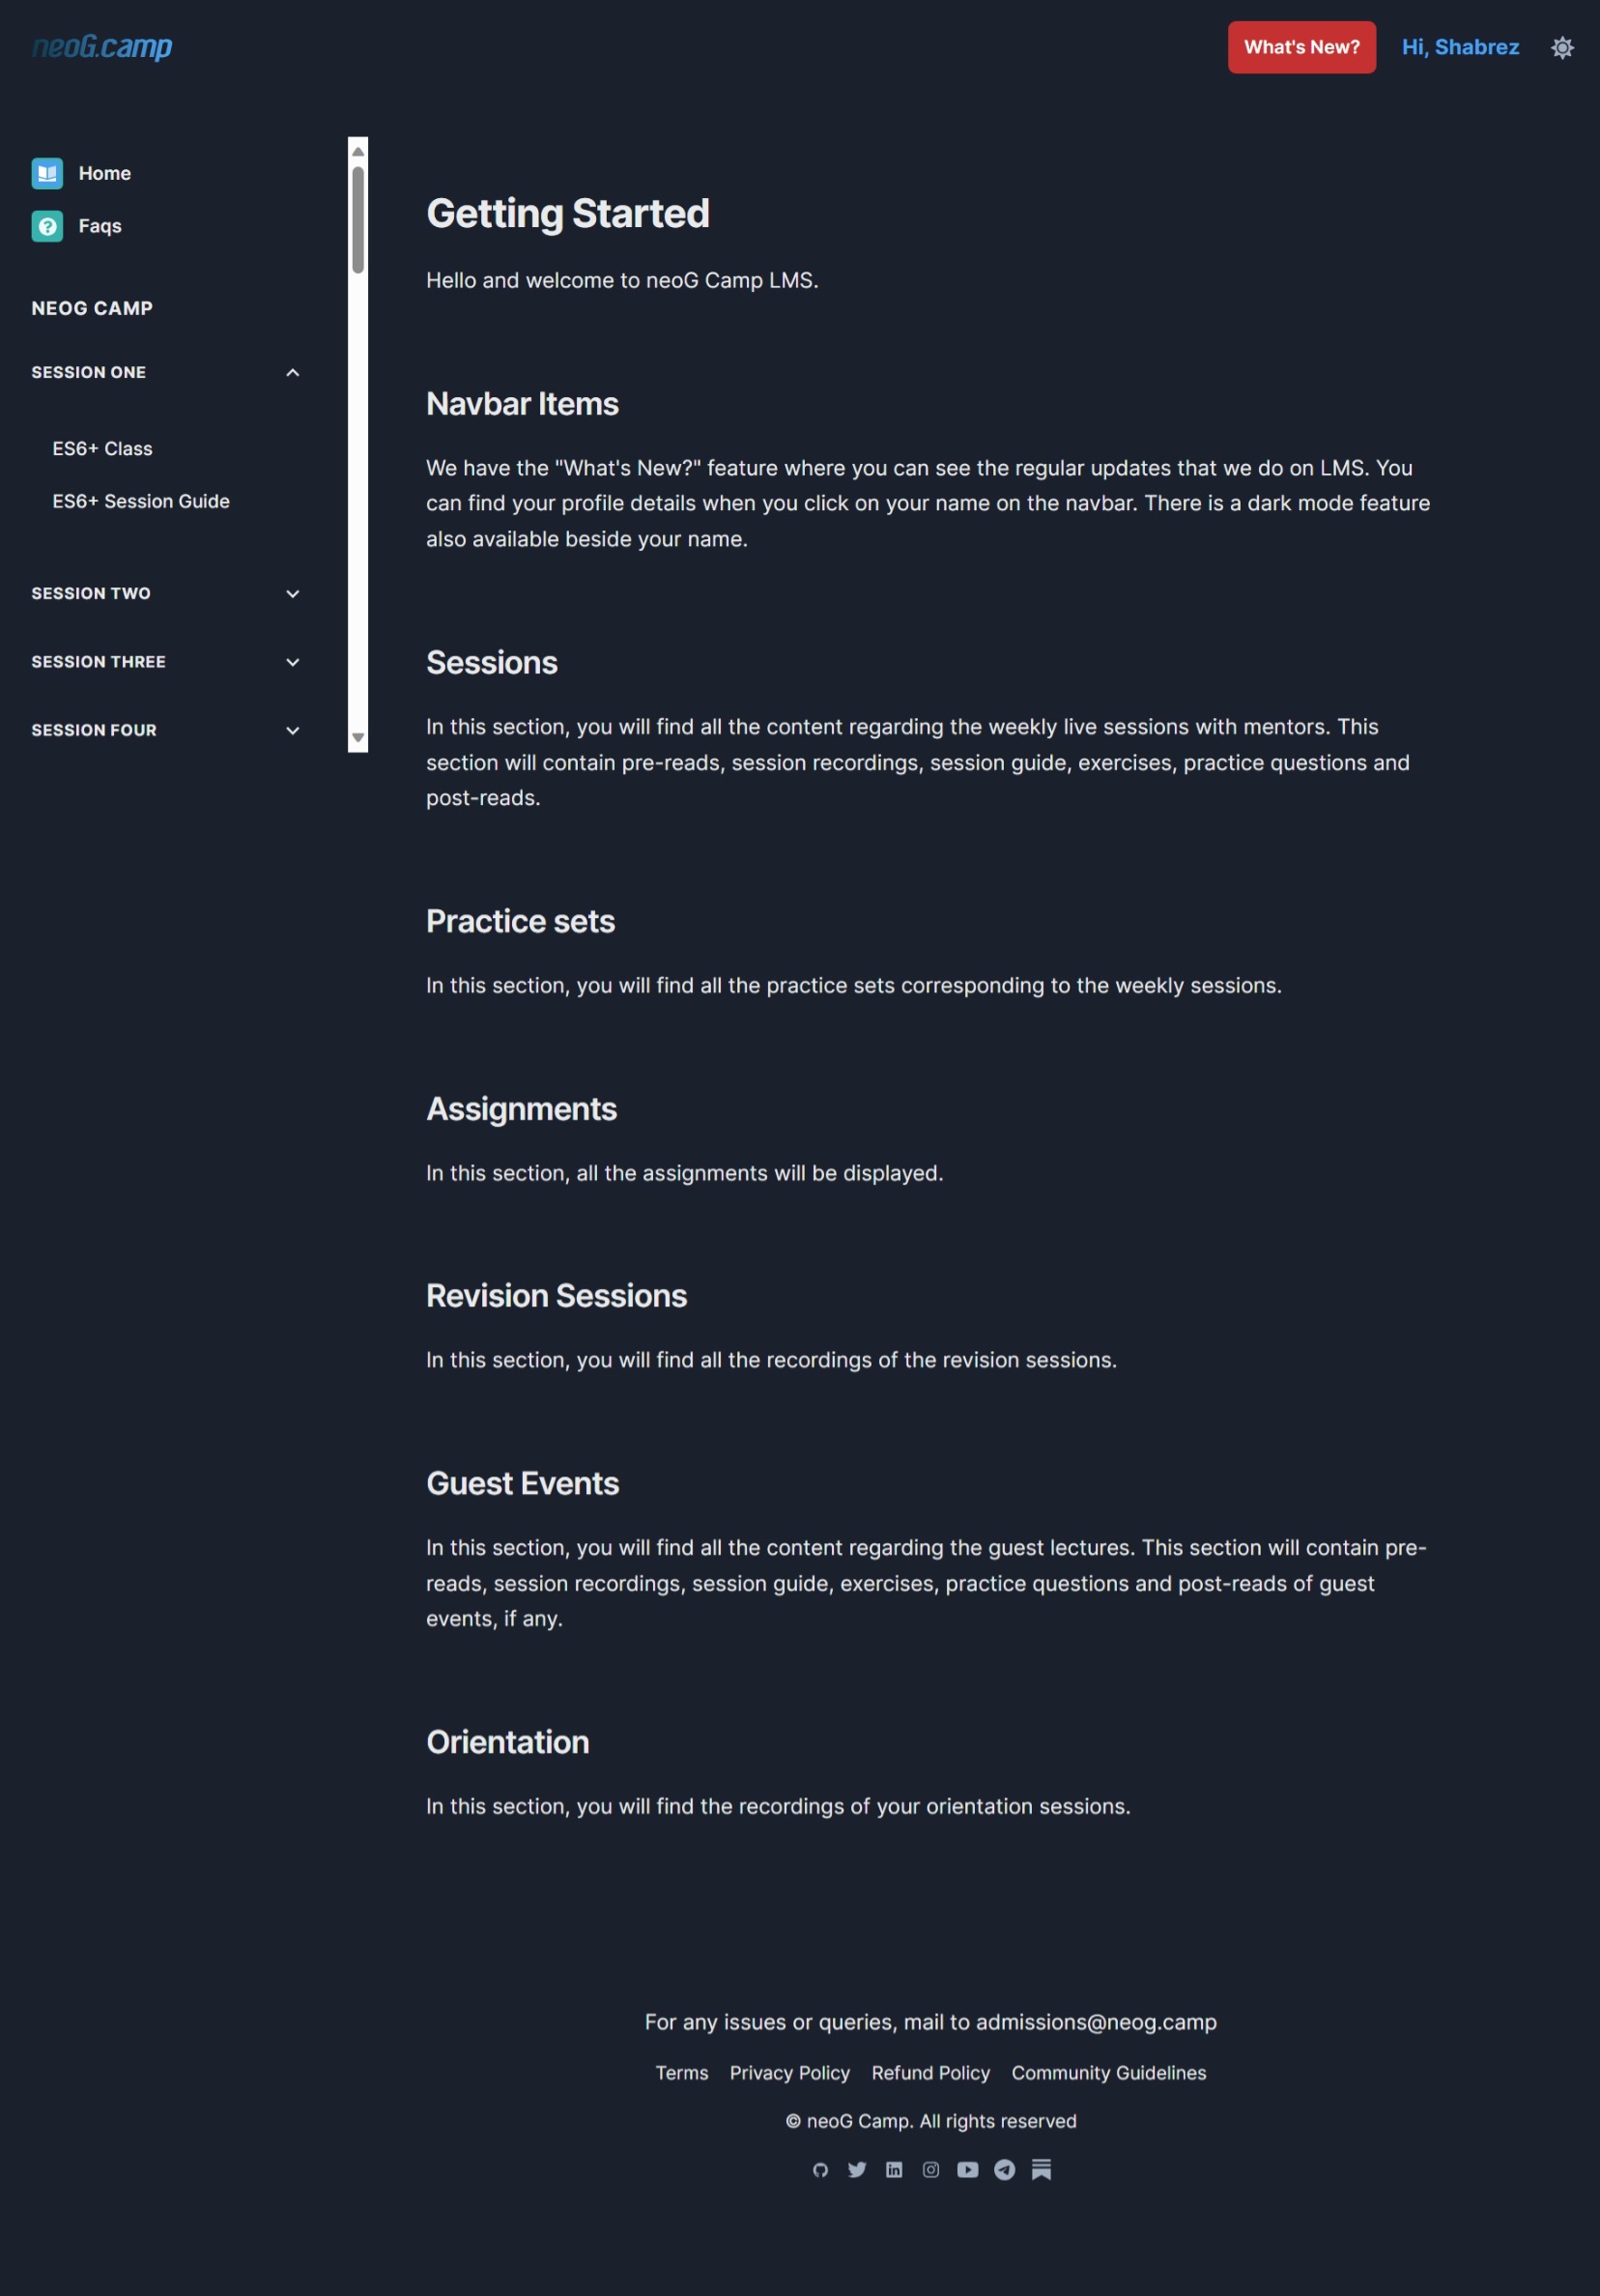 neoG.camp
What's New?
Hi, Shabrez
Home
Faqs
NEOG CAMP
SESSION ONE
ES6+ Class
ES6+ Session Guide
SESSION TWO
SESSION THREE
SESSION FOUR
Getting Started
Hello and welcome to neoG Camp LMS.
Navbar Items
We have the "What's New?" feature where you can see the regular updates that we do on LMS. You
can find your profile details when you click on your name on the navbar. There is a dark mode feature
also available beside your name.
Sessions
In this section, you will find all the content regarding the weekly live sessions with mentors. This
section will contain pre-reads, session recordings, session guide, exercises, practice questions and
post-reads.
Practice sets
In this section, you will find all the practice sets corresponding to the weekly sessions.
Assignments
In this section, all the assignments will be displayed.
Revision Sessions
In this section, you will find all the recordings of the revision sessions.
Guest Events
In this section, you will find all the content regarding the guest lectures. This section will contain pre-
reads, session recordings, session guide, exercises, practice questions and post-reads of guest
events, if any.
Orientation
In this section, you will find the recordings of your orientation sessions.
For any issues or queries, mail to admissions@neog.camp
Terms Privacy Policy Refund Policy Community Guidelines
© neoG Camp. All rights reserved